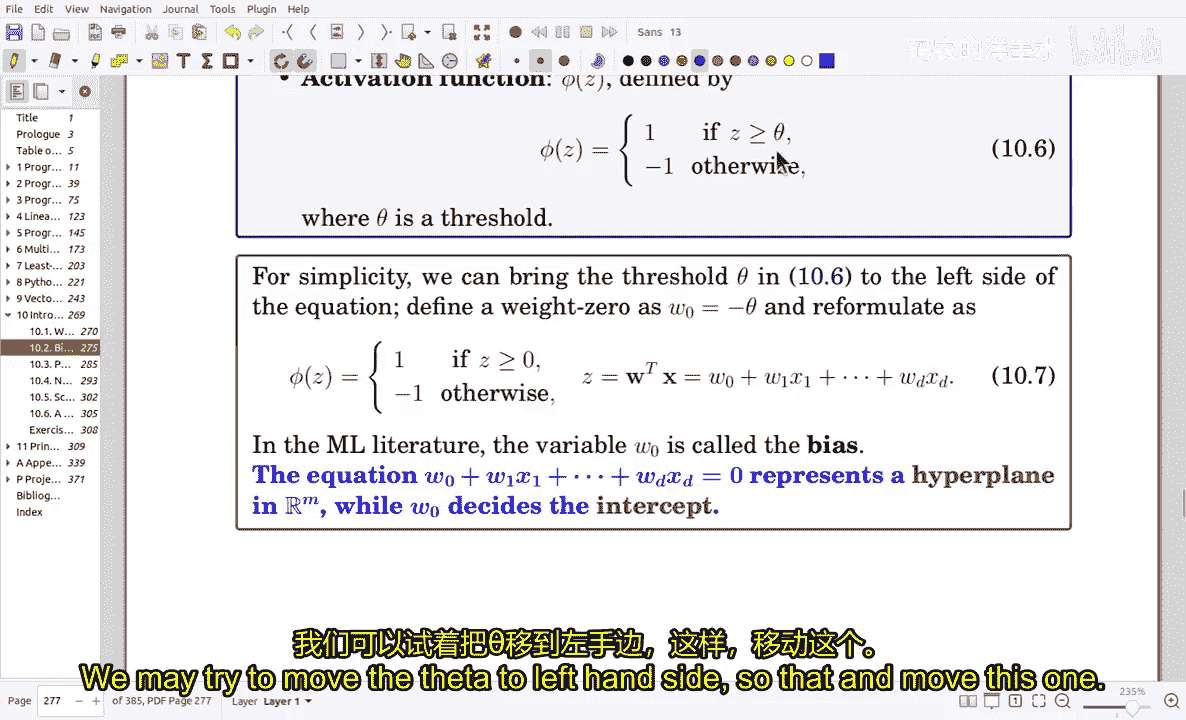 File Edit View Navigation Journal Tools Plugin Help
Sans 13
Title 1
Prologue 3
Table o... 5
1 Progr... 11
2 Progr... 39
3 Progr... 75
4 Linea... 123
5 Progr... 145
6 Multi... 173
7 Least-... 203
8 Pytho... 221
9 Vecto... 243
10 Intro... 269
10.1. W... 270
10.2. Bi... 275
10.3. P... 285
10.4. N... 293
10.5. Sc... 302
10.6. A ... 305
Exercis... 308
11 Prin... 309
A Appe... 339
P Proje... 371
Bibliog...
Index
• Activation function: ϕ(z), defined by
ϕ(z) = { 1 if z ≥ θ,
−1 otherwise, (10.6)
where θ is a threshold.
For simplicity, we can bring the threshold θ in (10.6) to the left side of
the equation; define a weight-zero as w₀ = −θ and reformulate as
ϕ(z) = { 1 if z ≥ 0,
−1 otherwise, z = wᵀ x = w₀ + w₁x₁ + ⋯ + w_d x_d. (10.7)
In the ML literature, the variable w₀ is called the bias.
The equation w₀ + w₁x₁ + ⋯ + w_d x_d = 0 represents a hyperplane
in ℝᵐ, while w₀ decides the intercept.
我们可以试着把θ移到左手边，这样，移动这个。
We may try to move the theta to left hand side, so that and move this one.
Page 277 of 385, PDF Page 277 Layer Layer 1 235%